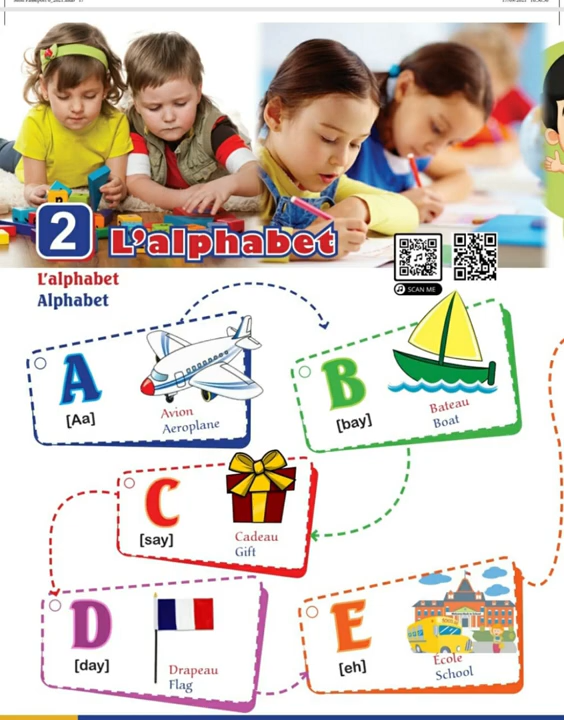 2 L'alphabet
SCAN ME
L'alphabet
Alphabet
A
[Aa]
Avion
Aeroplane
B
[bay]
Bateau
Boat
C
[say]
Cadeau
Gift
D
[day]
Drapeau
Flag
E
[eh]
École
School